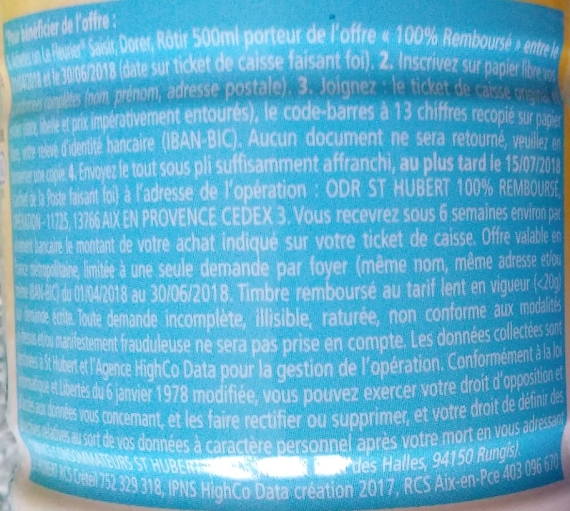 Pour bénéficier de l'offre :
un Le Fleurier® Saisir, Dorer, Rôtir 500ml porteur de l'offre « 100% Remboursé » entre le
et le 30/06/2018 (date sur ticket de caisse faisant foi). 2. Inscrivez sur papier libre vos
complètes (nom, prénom, adresse postale). 3. Joignez : le ticket de caisse original
libellé et prix impérativement entourés), le code-barres à 13 chiffres recopié sur papier
relevé d'identité bancaire (IBAN-BIC). Aucun document ne sera retourné, veuillez en
une copie. 4. Envoyez le tout sous pli suffisamment affranchi, au plus tard le 15/07/2018
de la Poste faisant foi) à l'adresse de l'opération : ODR ST HUBERT 100% REMBOURSÉ,
11725, 13766 AIX EN PROVENCE CEDEX 3. Vous recevrez sous 6 semaines environ par
bancaire le montant de votre achat indiqué sur votre ticket de caisse. Offre valable en
métropolitaine, limitée à une seule demande par foyer (même nom, même adresse et/ou
IBAN-BIC) du 01/04/2018 au 30/06/2018. Timbre remboursé au tarif lent en vigueur (<20g)
demande écrite. Toute demande incomplète, illisible, raturée, non conforme aux modalités
et/ou manifestement frauduleuse ne sera pas prise en compte. Les données collectées sont
à St Hubert et l'Agence HighCo Data pour la gestion de l'opération. Conformément à la loi
et Libertés du 6 janvier 1978 modifiée, vous pouvez exercer votre droit d'opposition et
aux données vous concernant, et les faire rectifier ou supprimer, et votre droit de définir des
relatives au sort de vos données à caractère personnel après votre mort en vous adressant
CONSOMMATEURS ST HUBERT des Halles, 94150 Rungis).
RCS Créteil 752 329 318, IPNS HighCo Data création 2017, RCS Aix-en-Pce 403 096 670